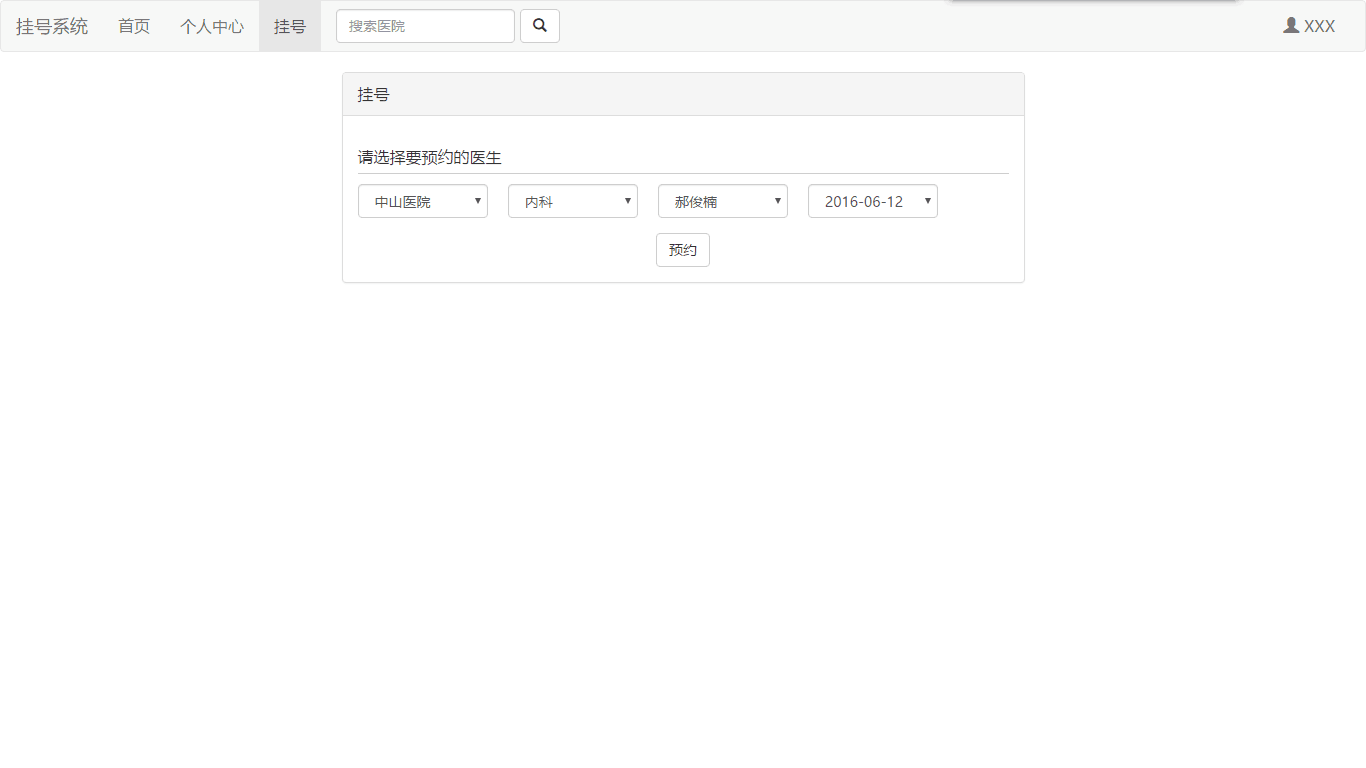 挂号系统 首页 个人中心 挂号 搜索医院 XXX
挂号
请选择要预约的医生
中山医院 内科 郝俊楠 2016-06-12
预约